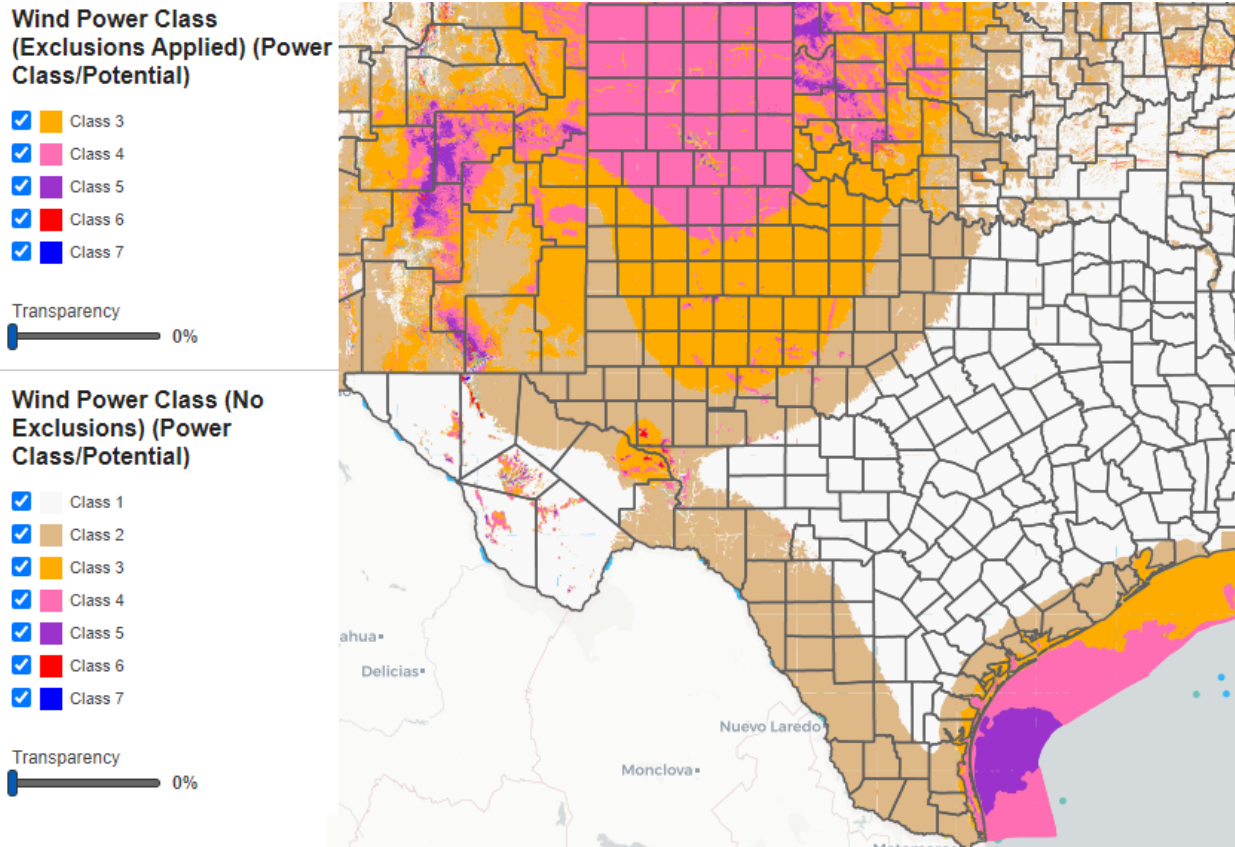 Wind Power Class
(Exclusions Applied) (Power
Class/Potential)
Class 3
Class 4
Class 5
Class 6
Class 7
Transparency
0%
Wind Power Class (No
Exclusions) (Power
Class/Potential)
Class 1
Class 2
Class 3
Class 4
Class 5
Class 6
Class 7
Transparency
0%
ahua
Delicias
Nuevo Laredo
Monclova